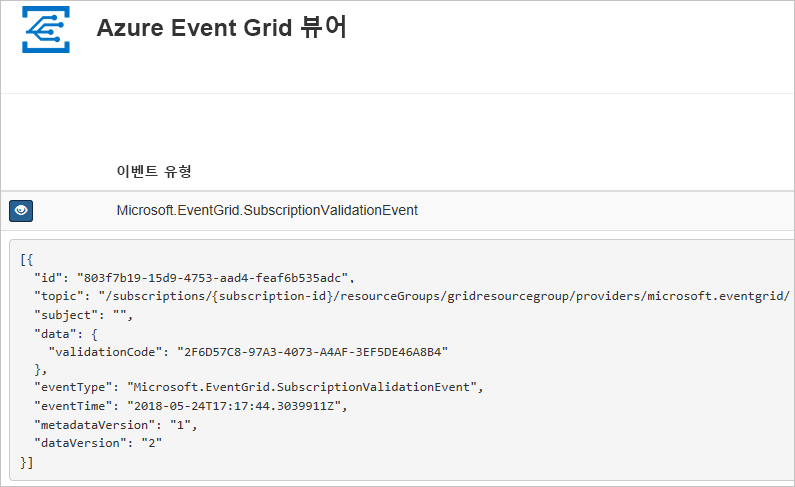 Azure Event Grid 뷰어
이벤트 유형
Microsoft.EventGrid.SubscriptionValidationEvent
[{
  "id": "803f7b19-15d9-4753-aad4-feaf6b535adc",
  "topic": "/subscriptions/{subscription-id}/resourceGroups/gridresourcegroup/providers/microsoft.eventgrid/
  "subject": "",
  "data": {
    "validationCode": "2F6D57C8-97A3-4073-A4AF-3EF5DE46A8B4"
  },
  "eventType": "Microsoft.EventGrid.SubscriptionValidationEvent",
  "eventTime": "2018-05-24T17:17:44.3039911Z",
  "metadataVersion": "1",
  "dataVersion": "2"
}]